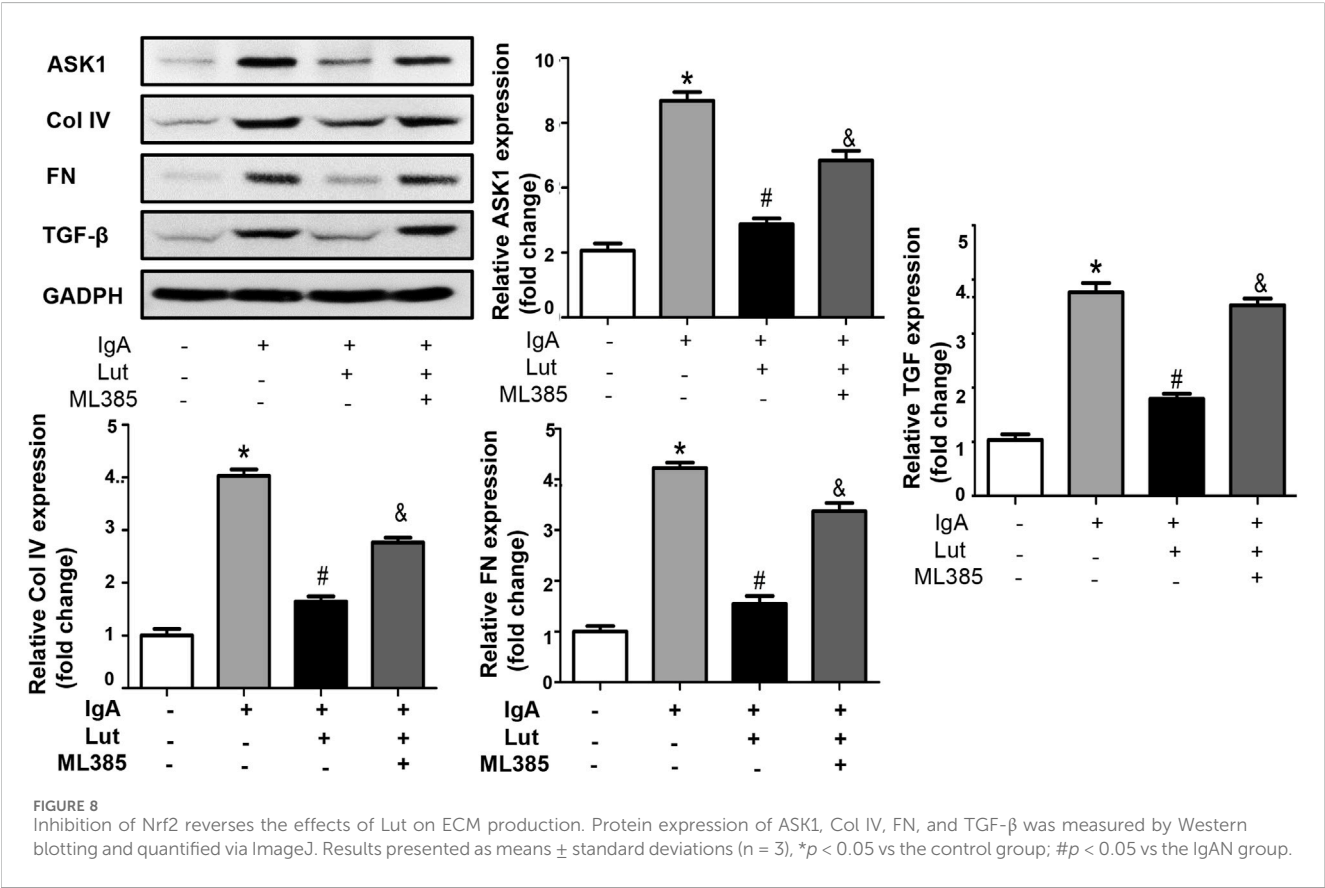 ASK1
Col IV
FN
TGF-β
GADPH
IgA - + + +
Lut - - + +
ML385 - - - +
Relative ASK1 expression
(fold change)
10
8
6
4
2
0
*
#
&
IgA - + + +
Lut - - + +
ML385 - - - +
Relative TGF expression
(fold change)
5
4..
3
2
1
0
*
#
&
IgA - + + +
Lut - - + +
ML385 - - - +
Relative Col IV expression
(fold change)
5
4..
3
2
1
0
*
#
&
IgA - + + +
Lut - - + +
ML385 - - - +
Relative FN expression
(fold change)
5
4
3
2
1
0
*
#
&
IgA - + + +
Lut - - + +
ML385 - - - +
FIGURE 8
Inhibition of Nrf2 reverses the effects of Lut on ECM production. Protein expression of ASK1, Col IV, FN, and TGF-β was measured by Western
blotting and quantified via ImageJ. Results presented as means ± standard deviations (n = 3), *p < 0.05 vs the control group; #p < 0.05 vs the IgAN group.